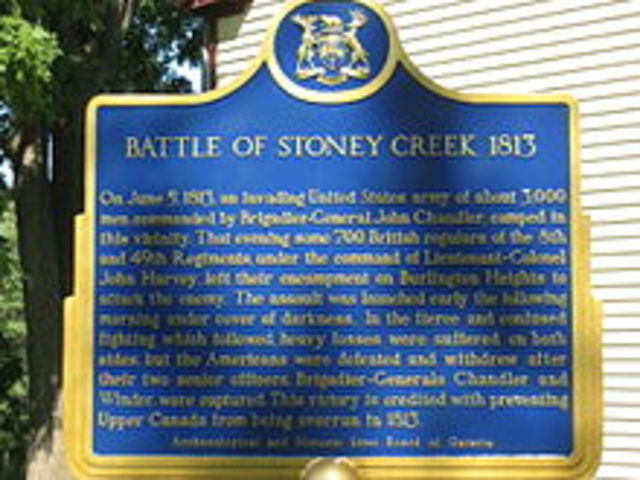 BATTLE OF STONEY CREEK 1813
On June 5, 1813, an invading United States army of about 3,000
men commanded by Brigadier-General John Chandler, camped in
this vicinity. That evening some 700 British regulars of the 8th
and 49th Regiments, under the command of Lieutenant-Colonel
John Harvey, left their encampment on Burlington Heights to
attack the enemy. The assault was launched early the following
morning under cover of darkness. In the fierce and confused
fighting which followed, heavy losses were suffered on both
sides, but the Americans were defeated and withdrew after
their two senior officers, Brigadier-Generals Chandler and
Winder, were captured. This victory is credited with preventing
Upper Canada from being overrun in 1813.
Archaeological and Historic Sites Board of Ontario